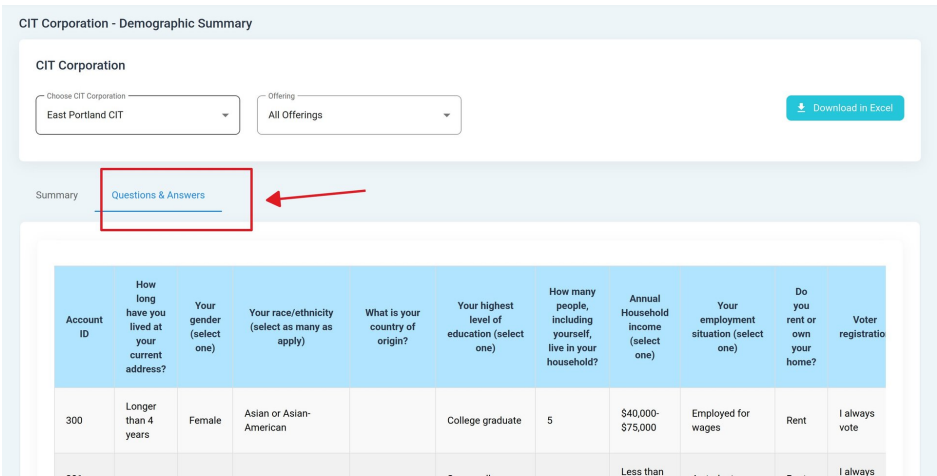 CIT Corporation - Demographic Summary
CIT Corporation
Choose CIT Corporation
East Portland CIT
Offering
All Offerings
Download in Excel
Summary
Questions & Answers
Account
ID
How
long
have you
lived at
your
current
address?
Your
gender
(select
one)
Your race/ethnicity
(select as many as
apply)
What is your
country of
origin?
Your highest
level of
education (select
one)
How many
people,
including
yourself,
live in your
household?
Annual
Household
income
(select
one)
Your
employment
situation (select
one)
Do
you
rent or
own
your
home?
Voter
registratio
300
Longer
than 4
years
Female
Asian or Asian-
American
College graduate
5
$40,000-
$75,000
Employed for
wages
Rent
I always
vote
Less than
I always